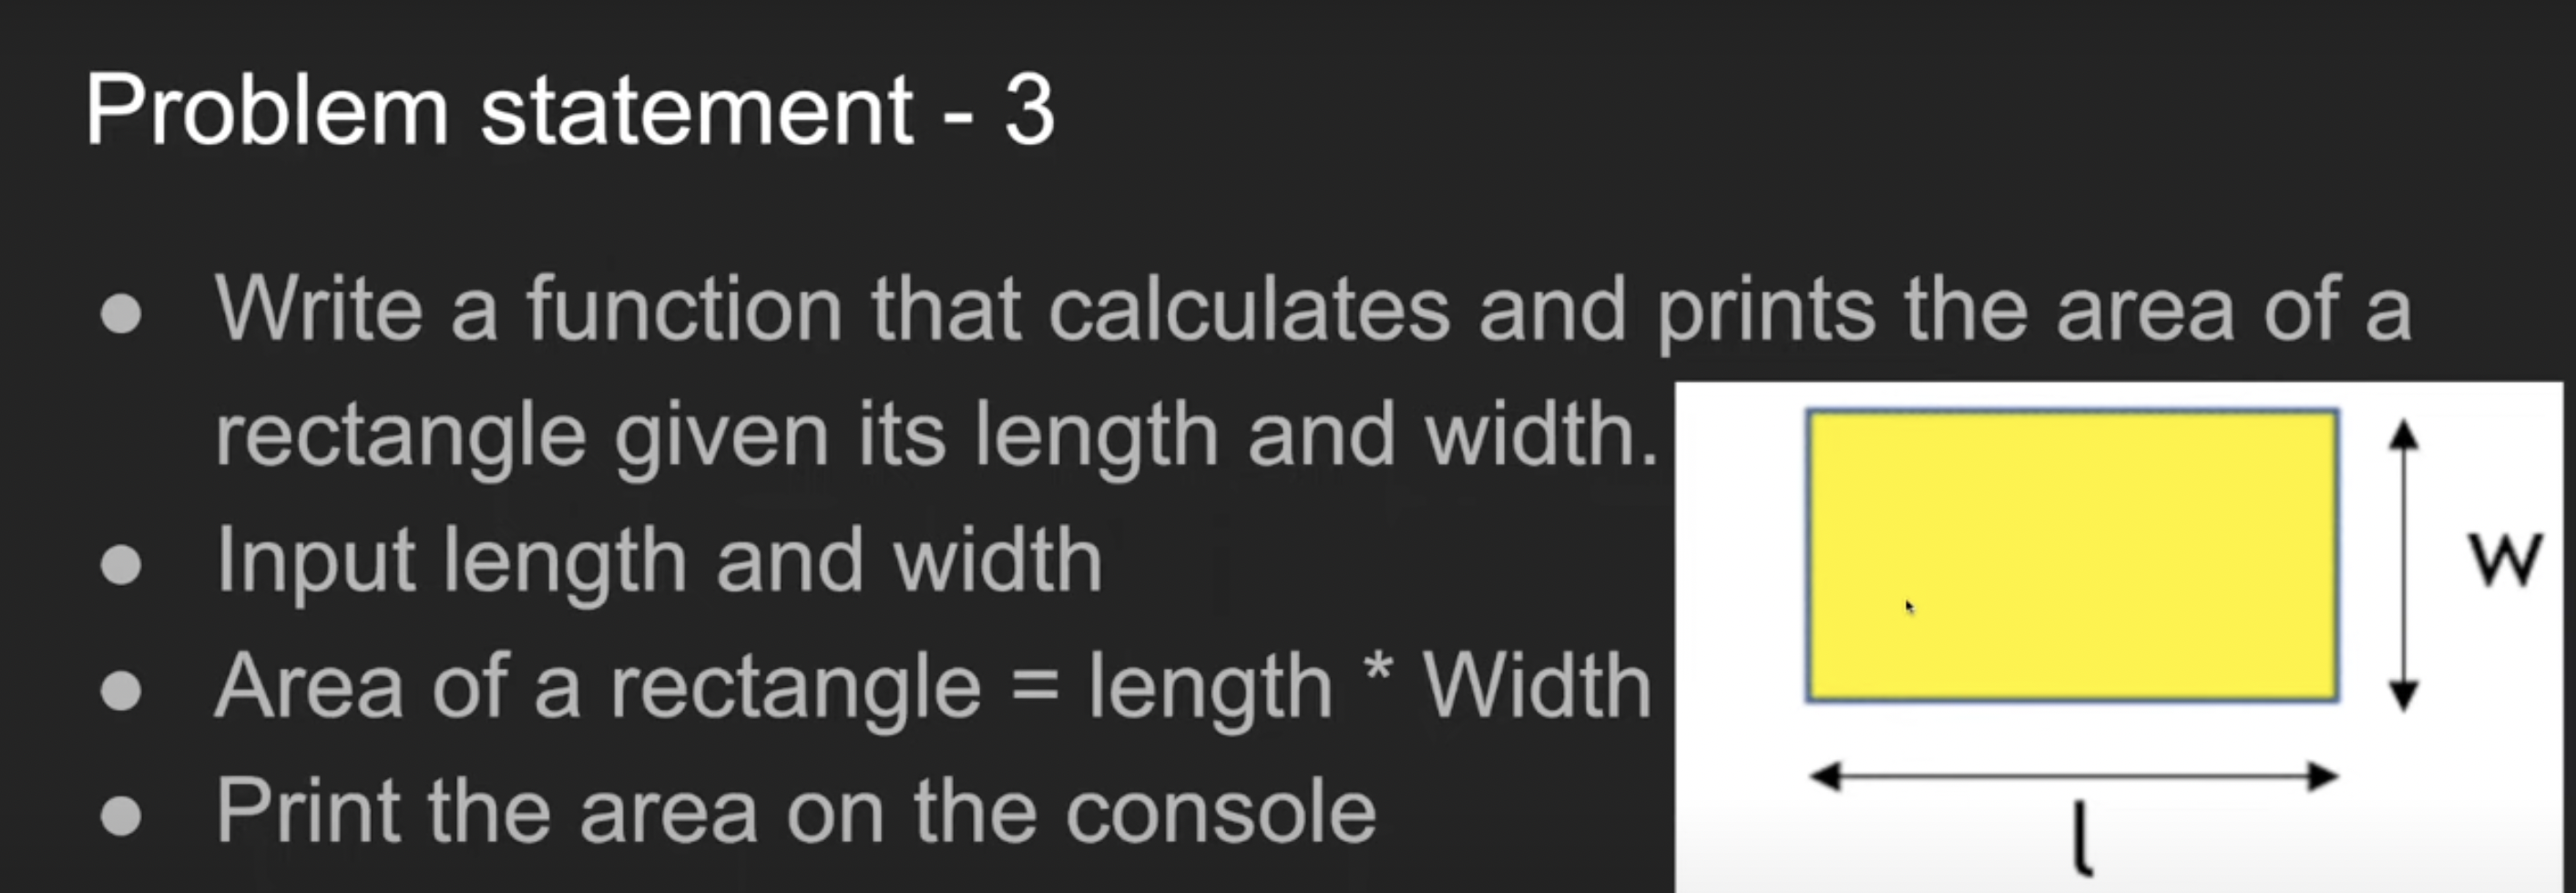 Problem statement - 3
● Write a function that calculates and prints the area of a
rectangle given its length and width.
● Input length and width
● Area of a rectangle = length * Width
● Print the area on the console
w
l